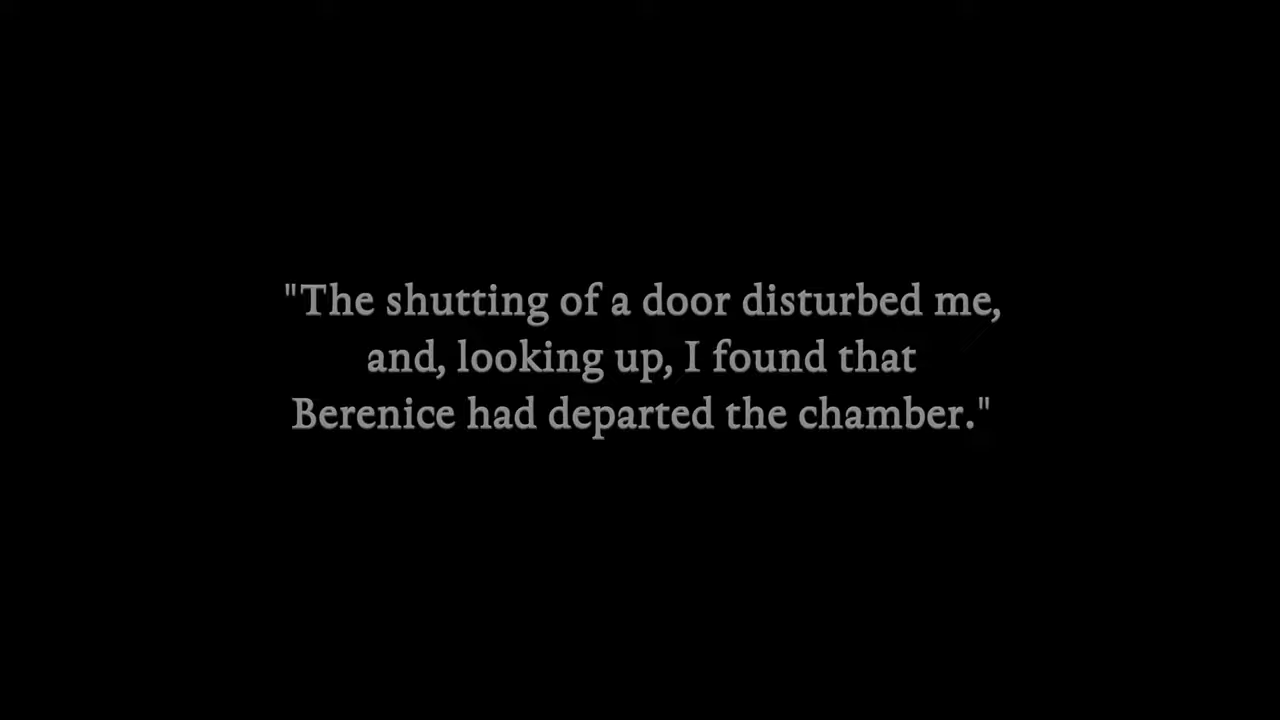 "The shutting of a door disturbed me,
and, looking up, I found that
Berenice had departed the chamber."